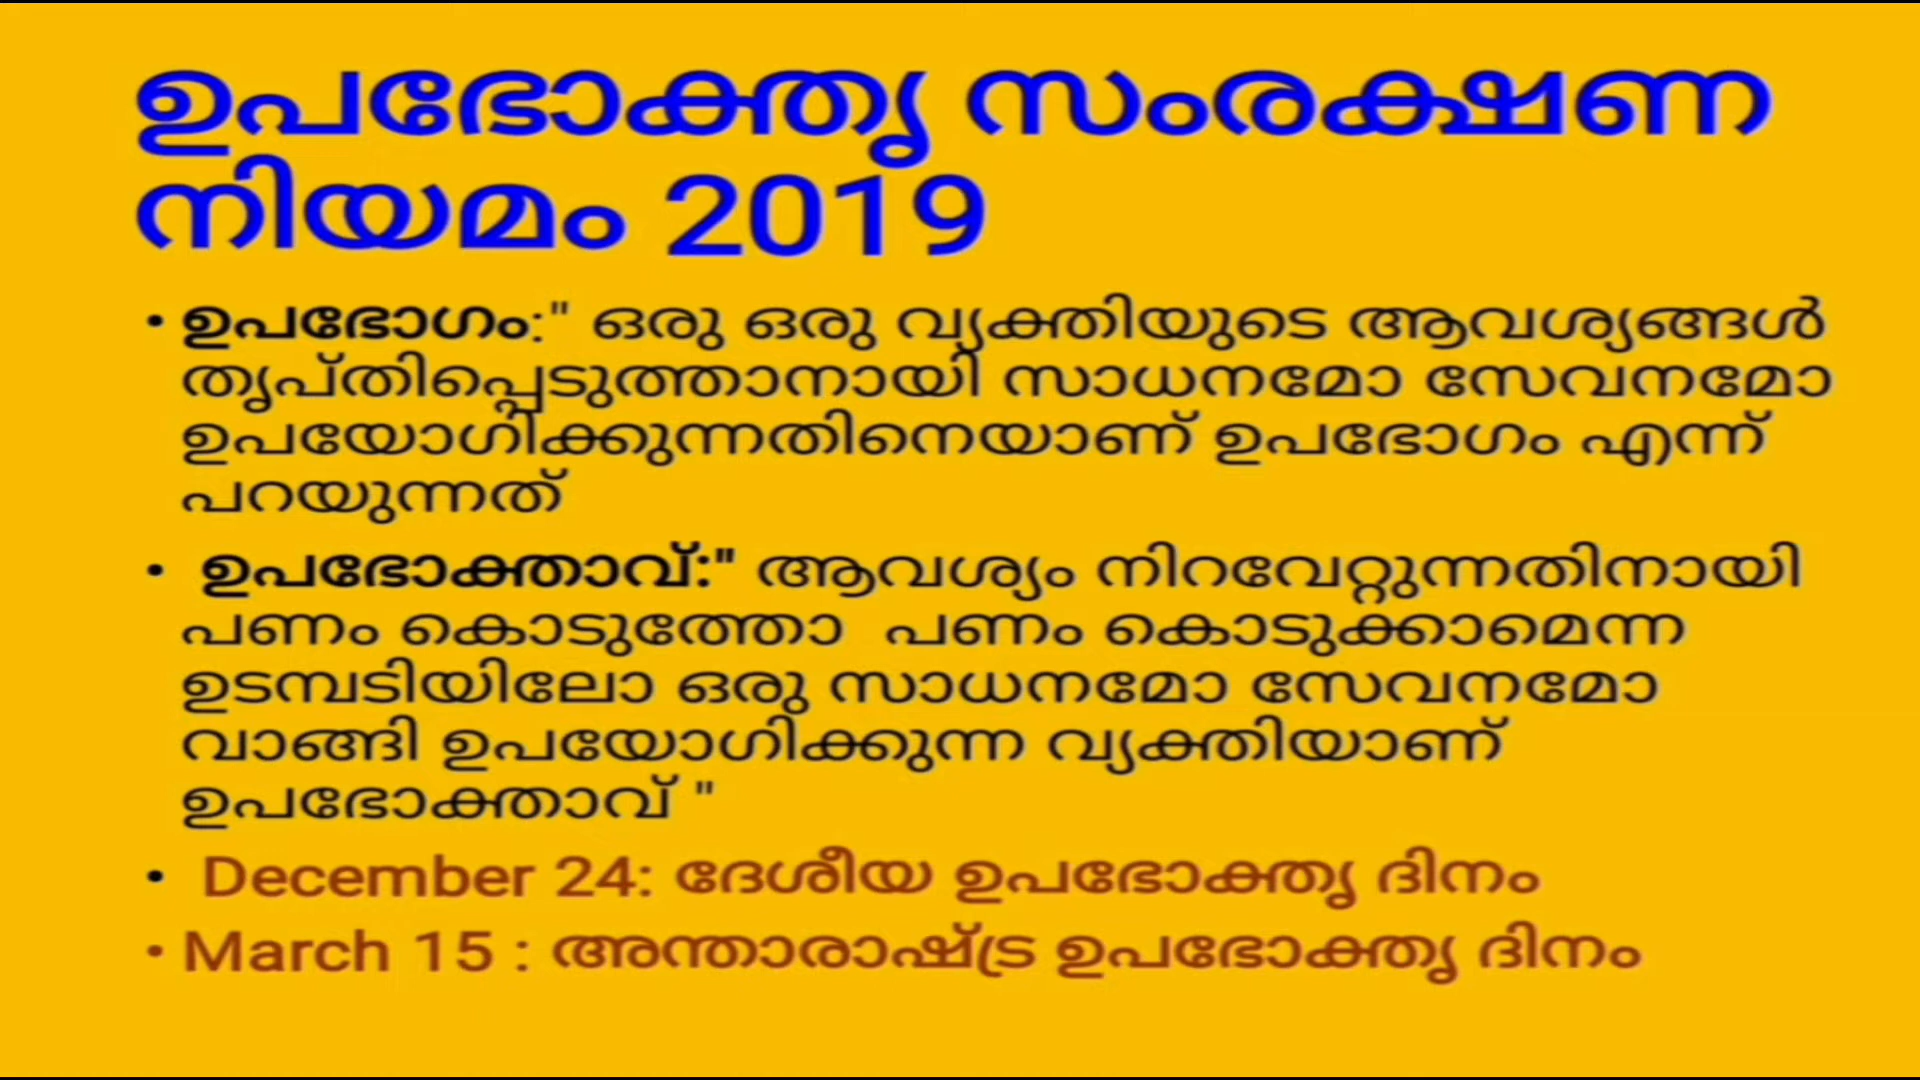 ഉപഭോക്തൃ സംരക്ഷണ
നിയമം 2019
• ഉപഭോഗം:" ഒരു ഒരു വ്യക്തിയുടെ ആവശ്യങ്ങൾ
തൃപ്തിപ്പെടുത്താനായി സാധനമോ സേവനമോ
ഉപയോഗിക്കുന്നതിനെയാണ് ഉപഭോഗം എന്ന്
പറയുന്നത്
• ഉപഭോക്താവ്:" ആവശ്യം നിറവേറ്റുന്നതിനായി
പണം കൊടുത്തോ പണം കൊടുക്കാമെന്ന
ഉടമ്പടിയിലോ ഒരു സാധനമോ സേവനമോ
വാങ്ങി ഉപയോഗിക്കുന്ന വ്യക്തിയാണ്
ഉപഭോക്താവ് "
• December 24: ദേശീയ ഉപഭോക്തൃ ദിനം
• March 15 : അന്താരാഷ്ട്ര ഉപഭോക്തൃ ദിനം